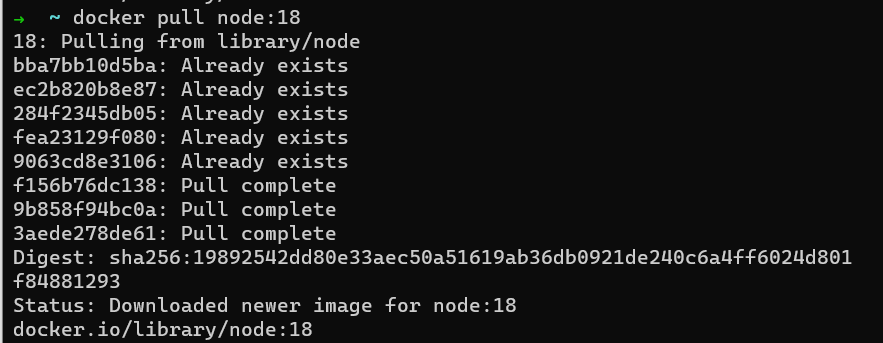 → ~ docker pull node:18
18: Pulling from library/node
bba7bb10d5ba: Already exists
ec2b820b8e87: Already exists
284f2345db05: Already exists
fea23129f080: Already exists
9063cd8e3106: Already exists
f156b76dc138: Pull complete
9b858f94bc0a: Pull complete
3aede278de61: Pull complete
Digest: sha256:19892542dd80e33aec50a51619ab36db0921de240c6a4ff6024d801
f84881293
Status: Downloaded newer image for node:18
docker.io/library/node:18